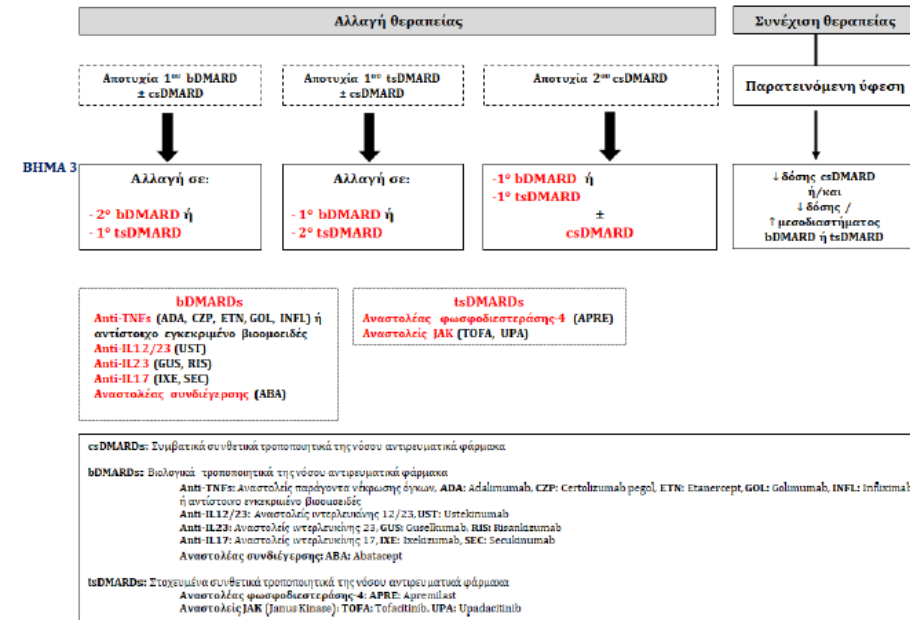 Αλλαγή θεραπείας
Συνέχιση θεραπείας
Αποτυχία 1ου bDMARD
± csDMARD
Αποτυχία 1ου tsDMARD
± csDMARD
Αποτυχία 2ου csDMARD
Παρατεινόμενη ύφεση
ΒΗΜΑ 3
Αλλαγή σε:
- 2° bDMARD ή
- 1° tsDMARD
Αλλαγή σε:
- 1° bDMARD ή
- 2° tsDMARD
-1° bDMARD ή
-1° tsDMARD
±
csDMARD
↓ δόσης csDMARD
ή/και
↓ δόσης /
↑ μεσοδιαστήματος
bDMARD ή tsDMARD
bDMARDs
Anti-TNFs (ADA, CZP, ETN, GOL, INFL) ή
αντίστοιχο εγκεκριμένο βιοομοειδές
Anti-IL12/23 (UST)
Anti-IL23 (GUS, RIS)
Anti-IL17 (IXE, SEC)
Αναστολέας συνδιέγερσης (ABA)
tsDMARDs
Αναστολέας φωσφοδιεστεράσης-4 (APRE)
Αναστολείς JAK (TOFA, UPA)
csDMARDs: Συμβατικά συνθετικά τροποποιητικά της νόσου αντιρευματικά φάρμακα
bDMARDs: Βιολογικά τροποποιητικά της νόσου αντιρευματικά φάρμακα
Anti-TNFs: Αναστολείς παράγοντα νέκρωσης όγκων, ADA: Adalimumab, CZP: Certolizumab pegol, ETN: Etanercept, GOL: Golimumab, INFL: Infliximab
ή αντίστοιχο εγκεκριμένο βιοομοειδές
Anti-IL12/23: Αναστολείς ιντερλευκίνης 12/23, UST: Ustekinumab
Anti-IL23: Αναστολείς ιντερλευκίνης 23, GUS: Guselkumab, RIS: Risankizumab
Anti-IL17: Αναστολείς ιντερλευκίνης 17, IXE: Ixekizumab, SEC: Secukinumab
Αναστολέας συνδιέγερσης: ABA: Abatacept
tsDMARDs: Στοχευμένα συνθετικά τροποποιητικά της νόσου αντιρευματικά φάρμακα
Αναστολέας φωσφοδιεστεράσης-4: APRE: Apremilast
Αναστολείς JAK (Janus Kinase): TOFA: Tofacitinib, UPA: Upadacitinib